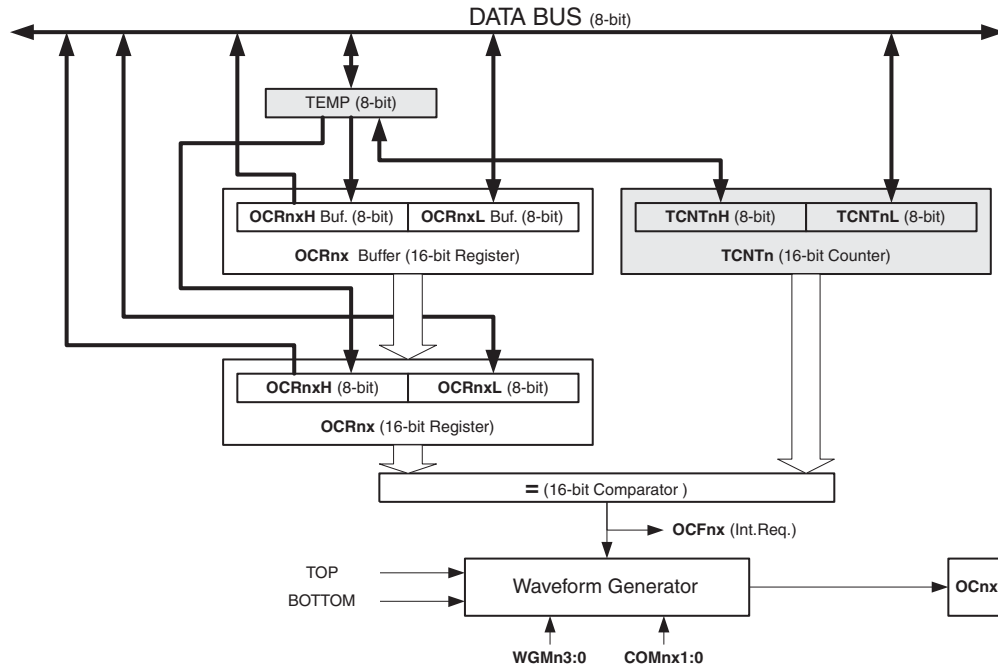 DATA BUS (8-bit)
TEMP (8-bit)
OCRnxH Buf. (8-bit) OCRnxL Buf. (8-bit)
OCRnx Buffer (16-bit Register)
TCNTnH (8-bit) TCNTnL (8-bit)
TCNTn (16-bit Counter)
OCRnxH (8-bit) OCRnxL (8-bit)
OCRnx (16-bit Register)
= (16-bit Comparator )
OCFnx (Int.Req.)
TOP
BOTTOM
Waveform Generator
OCnx
WGMn3:0 COMnx1:0